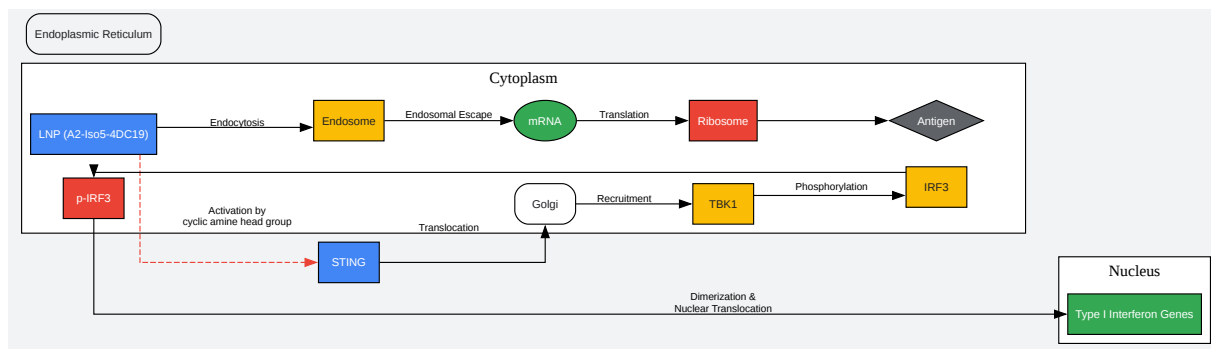 Endoplasmic Reticulum
Cytoplasm
LNP (A2-Iso5-4DC19)
Endocytosis
Endosome
Endosomal Escape
mRNA
Translation
Ribosome
Antigen
p-IRF3
Golgi
Recruitment
TBK1
Phosphorylation
IRF3
Activation by
cyclic amine head group
Translocation
STING
Nucleus
Dimerization &
Nuclear Translocation
Type I Interferon Genes